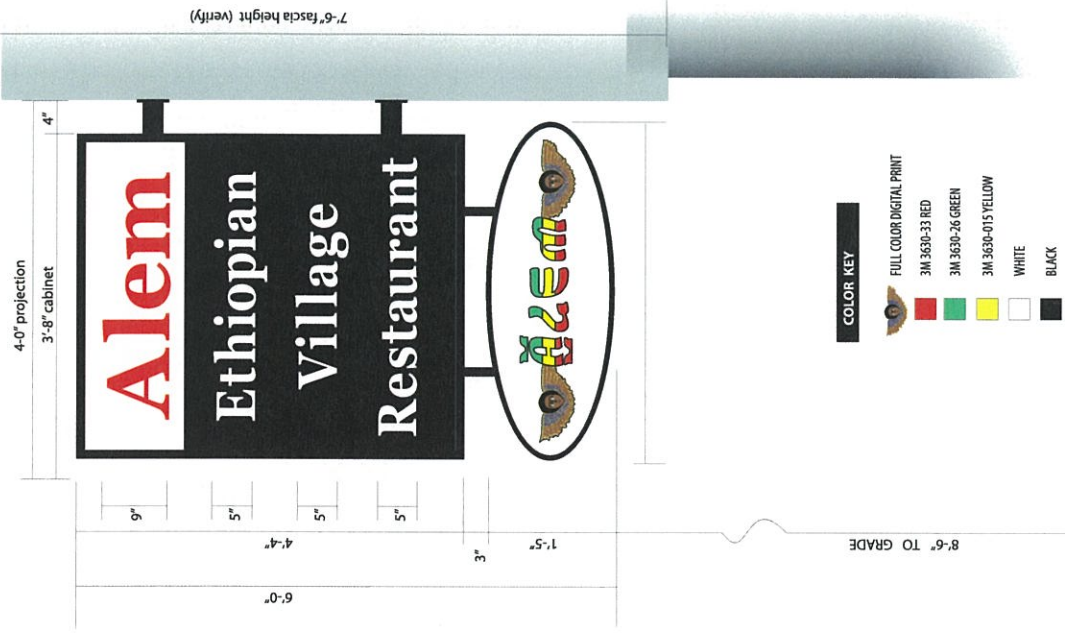 4'-0" projection
3'-8" cabinet
4"
7'-6" fascia height (verify)
Alem
Ethiopian
Village
Restaurant
9"
5"
5"
5"
4'-4"
3"
1'-5"
6'-0"
8'-6" TO GRADE
COLOR KEY
FULL COLOR DIGITAL PRINT
3M 3630-33 RED
3M 3630-26 GREEN
3M 3630-015 YELLOW
WHITE
BLACK